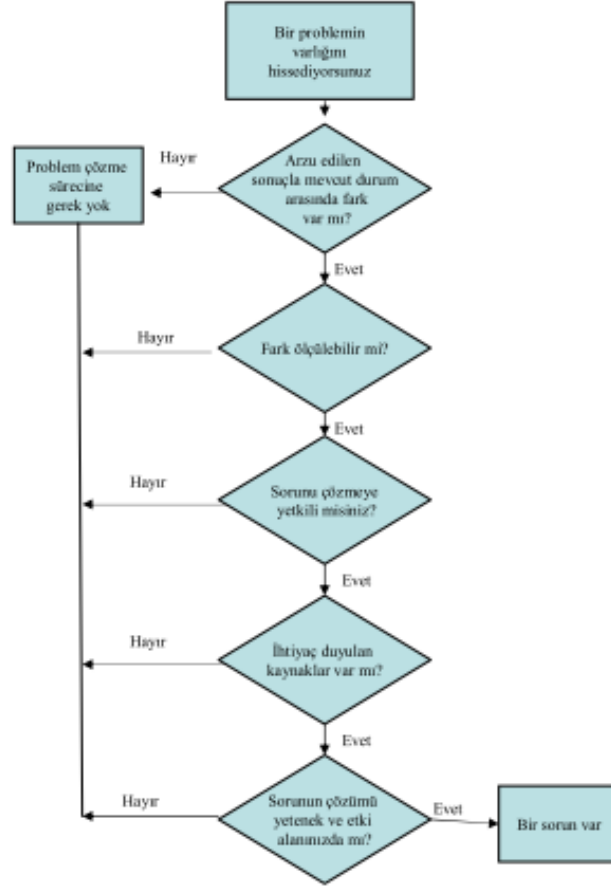 Bir problemin
varlığını
hissediyorsunuz
Hayır
Problem çözme
sürecine
gerek yok
Arzu edilen
sonuçla mevcut durum
arasında fark
var mı?
Evet
Hayır
Fark ölçülebilir mi?
Evet
Hayır
Sorunu çözmeye
yetkili misiniz?
Evet
Hayır
İhtiyaç duyulan
kaynaklar var mı?
Evet
Hayır
Sorunun çözümü
yetenek ve etki
alanınızda mı?
Evet
Bir sorun var